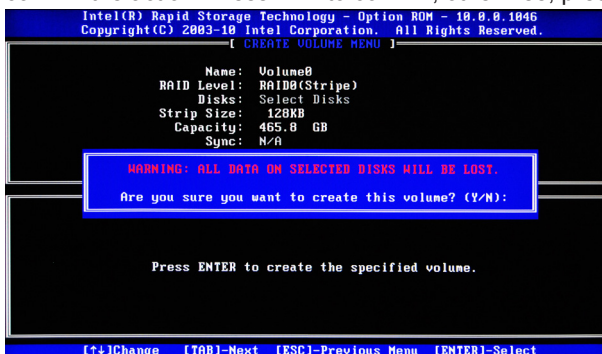 Intel(R) Rapid Storage Technology - Option ROM - 10.0.0.1046
Copyright(C) 2003-10 Intel Corporation. All Rights Reserved.
[ CREATE VOLUME MENU ]
Name: Volume0
RAID Level: RAID0(Stripe)
Disks: Select Disks
Strip Size: 128KB
Capacity: 465.8 GB
Sync: N/A
WARNING: ALL DATA ON SELECTED DISKS WILL BE LOST.
Are you sure you want to create this volume? (Y/N):
Press ENTER to create the specified volume.
[↑↓]Change [TAB]-Next [ESC]-Previous Menu [ENTER]-Select